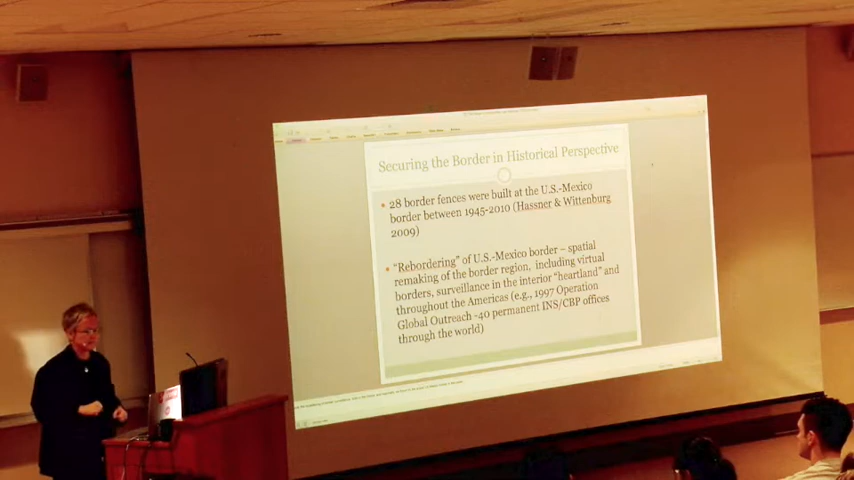 Securing the Border in Historical Perspective
• 28 border fences were built at the U.S.-Mexico
border between 1945-2010 (Hassner & Wittenburg
2009)
• "Rebordering" of U.S.-Mexico border – spatial
remaking of the border region, including virtual
borders, surveillance in the interior "heartland" and
throughout the Americas (e.g., 1997 Operation
Global Outreach -40 permanent INS/CBP offices
through the world)